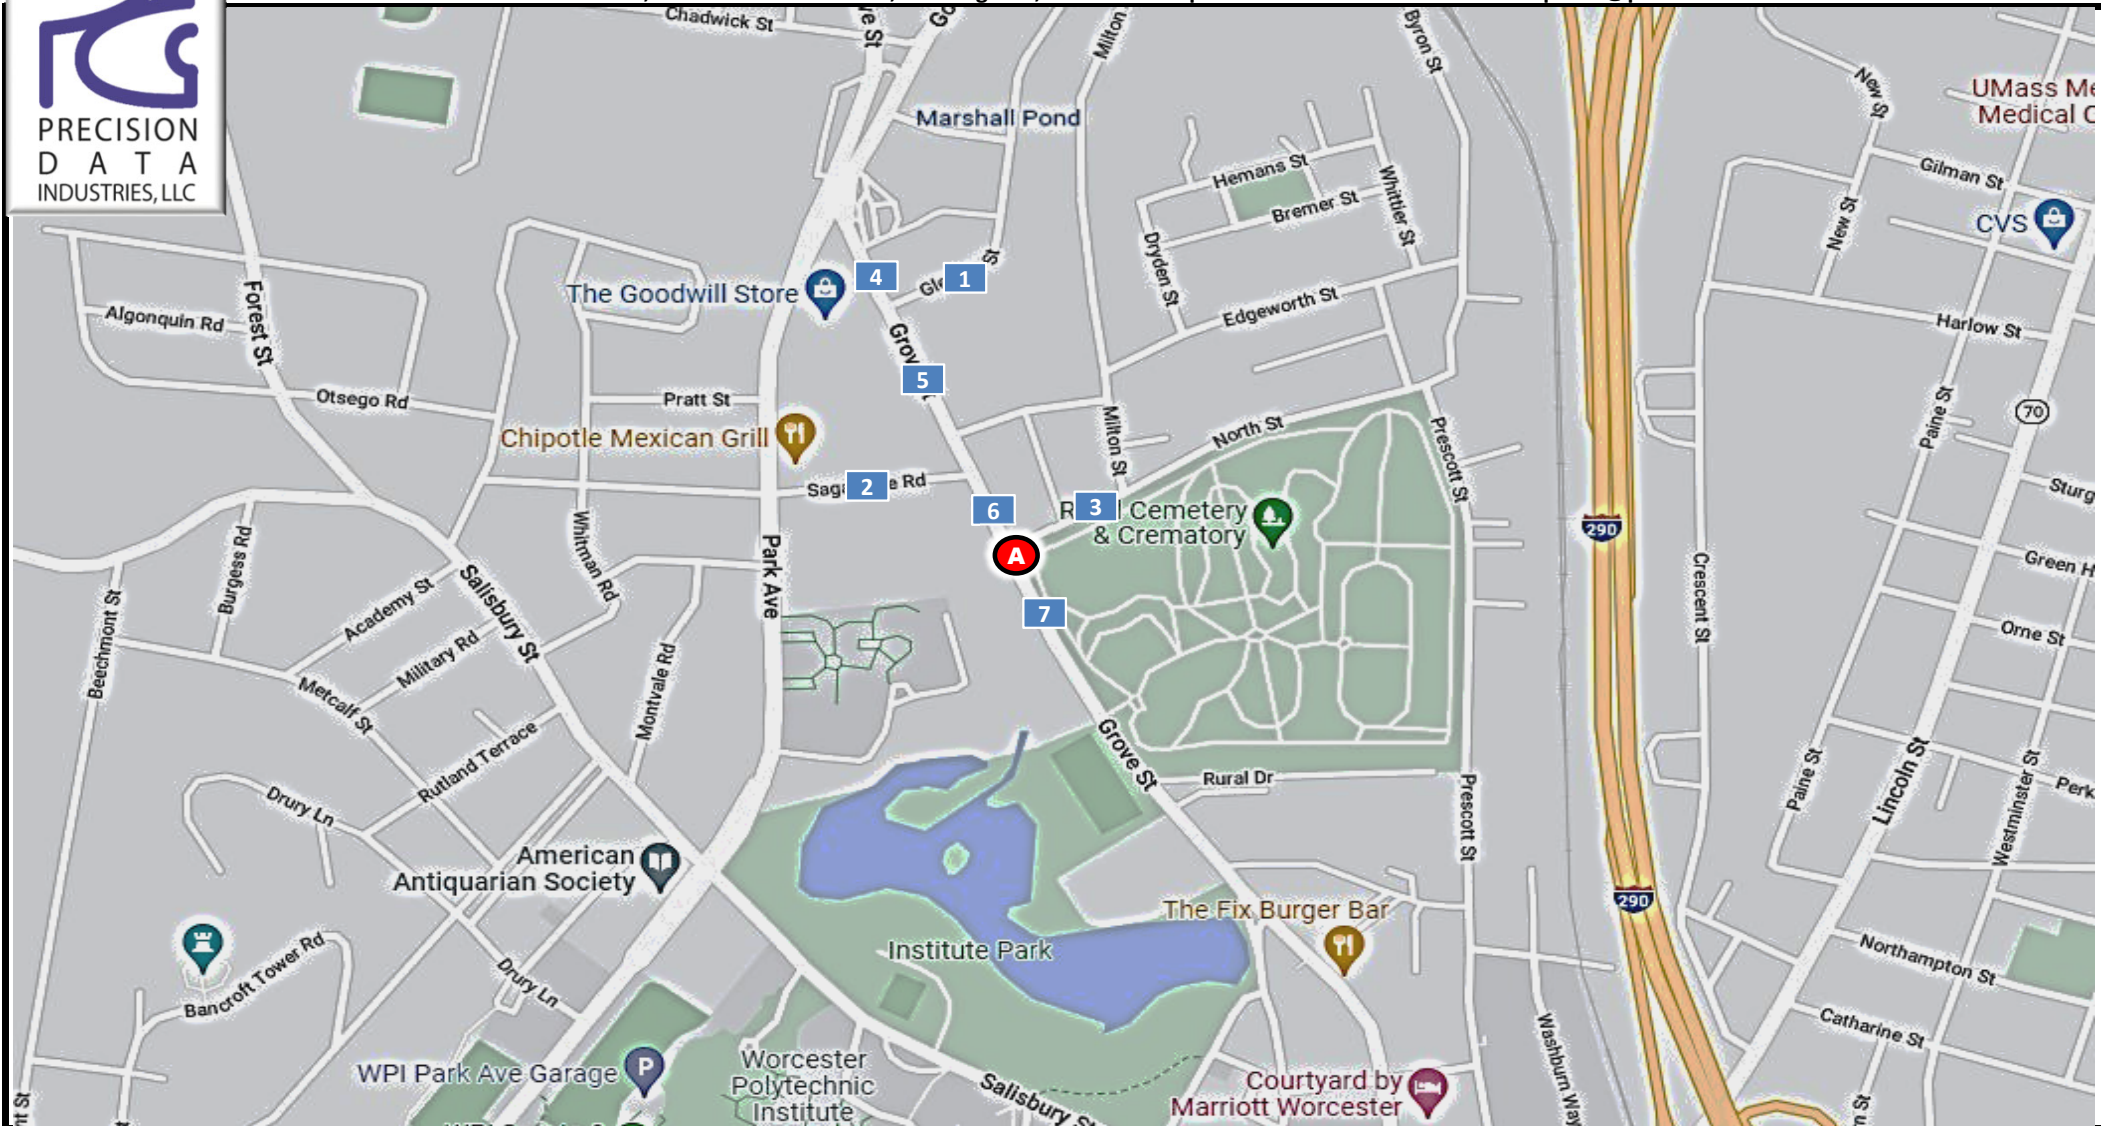 PRECISION
DATA
INDUSTRIES, LLC
Chadwick St
Milton
Byron St
New St
UMass
Medical
Marshall Pond
Hemans St
Whittier St
Bremer St
Gilman St
CVS
New St
Dryden St
The Goodwill Store
4
1
St
Edgeworth St
Algonquin Rd
Forest St
Harlow St
Otsego Rd
Pratt St
5
Paine St
70
Chipotle Mexican Grill
Milton St
North St
Prescott St
2
Rd
6
3
Cemetery
& Crematory
290
A
Whitman Rd
Park Ave
Burgess Rd
Academy St
Salisbury St
Beechmont St
Military Rd
Metcalf St
Montvale Rd
7
Crescent St
Orne St
Green H
Rutland Terrace
Grove St
Rural Dr
Prescott St
Paine St
Lincoln St
Westminster St
Drury Ln
American
Antiquarian Society
290
The Fix Burger Bar
Institute Park
Bancroft Tower Rd
Drury Ln
Northampton St
Catharine St
Washburn Way
WPI Park Ave Garage
P
Worcester
Polytechnic
Institute
Salisbury St
Courtyard by
Marriott Worcester